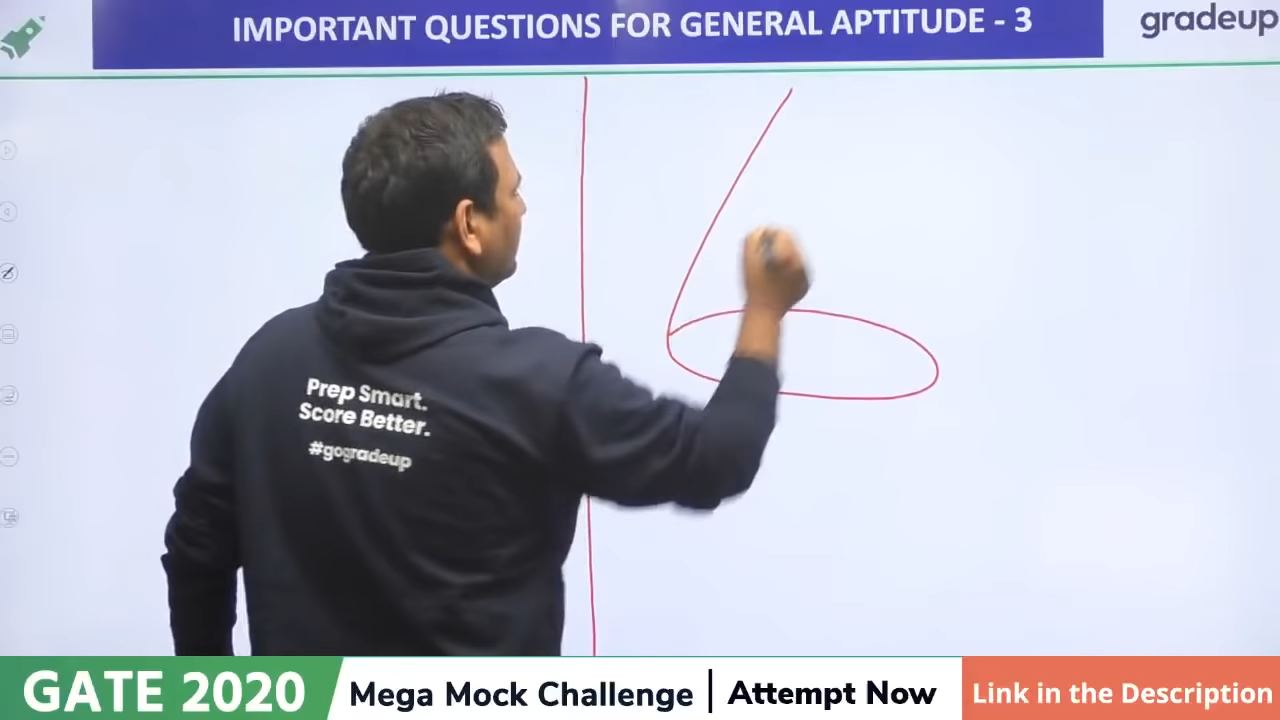 IMPORTANT QUESTIONS FOR GENERAL APTITUDE - 3
gradeup
Prep Smart.
Score Better.
#gogradeup
GATE 2020
Mega Mock Challenge | Attempt Now
Link in the Description